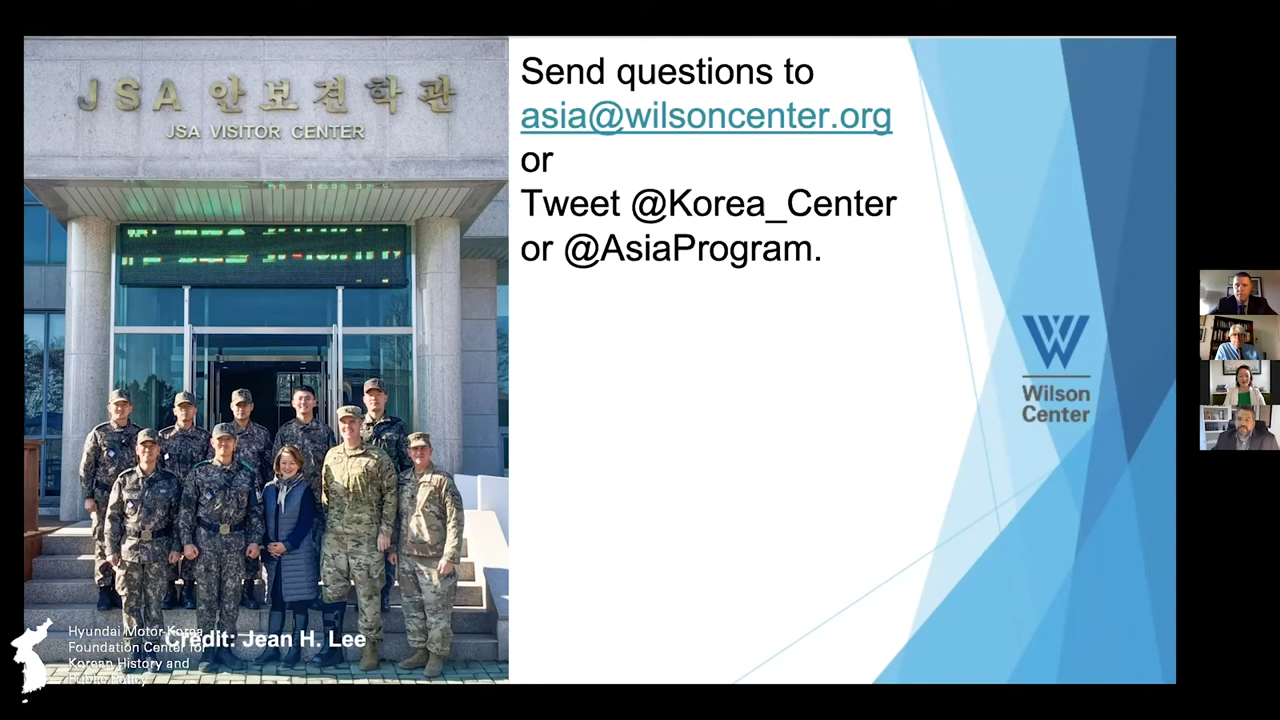 JSA 안보견학관
JSA VISITOR CENTER
Send questions to
asia@wilsoncenter.org
or
Tweet @Korea_Center
or @AsiaProgram.
Wilson
Center
Credit: Jean H. Lee
Hyundai Motor-Korea
Foundation Center for
Korean History and
Public Policy